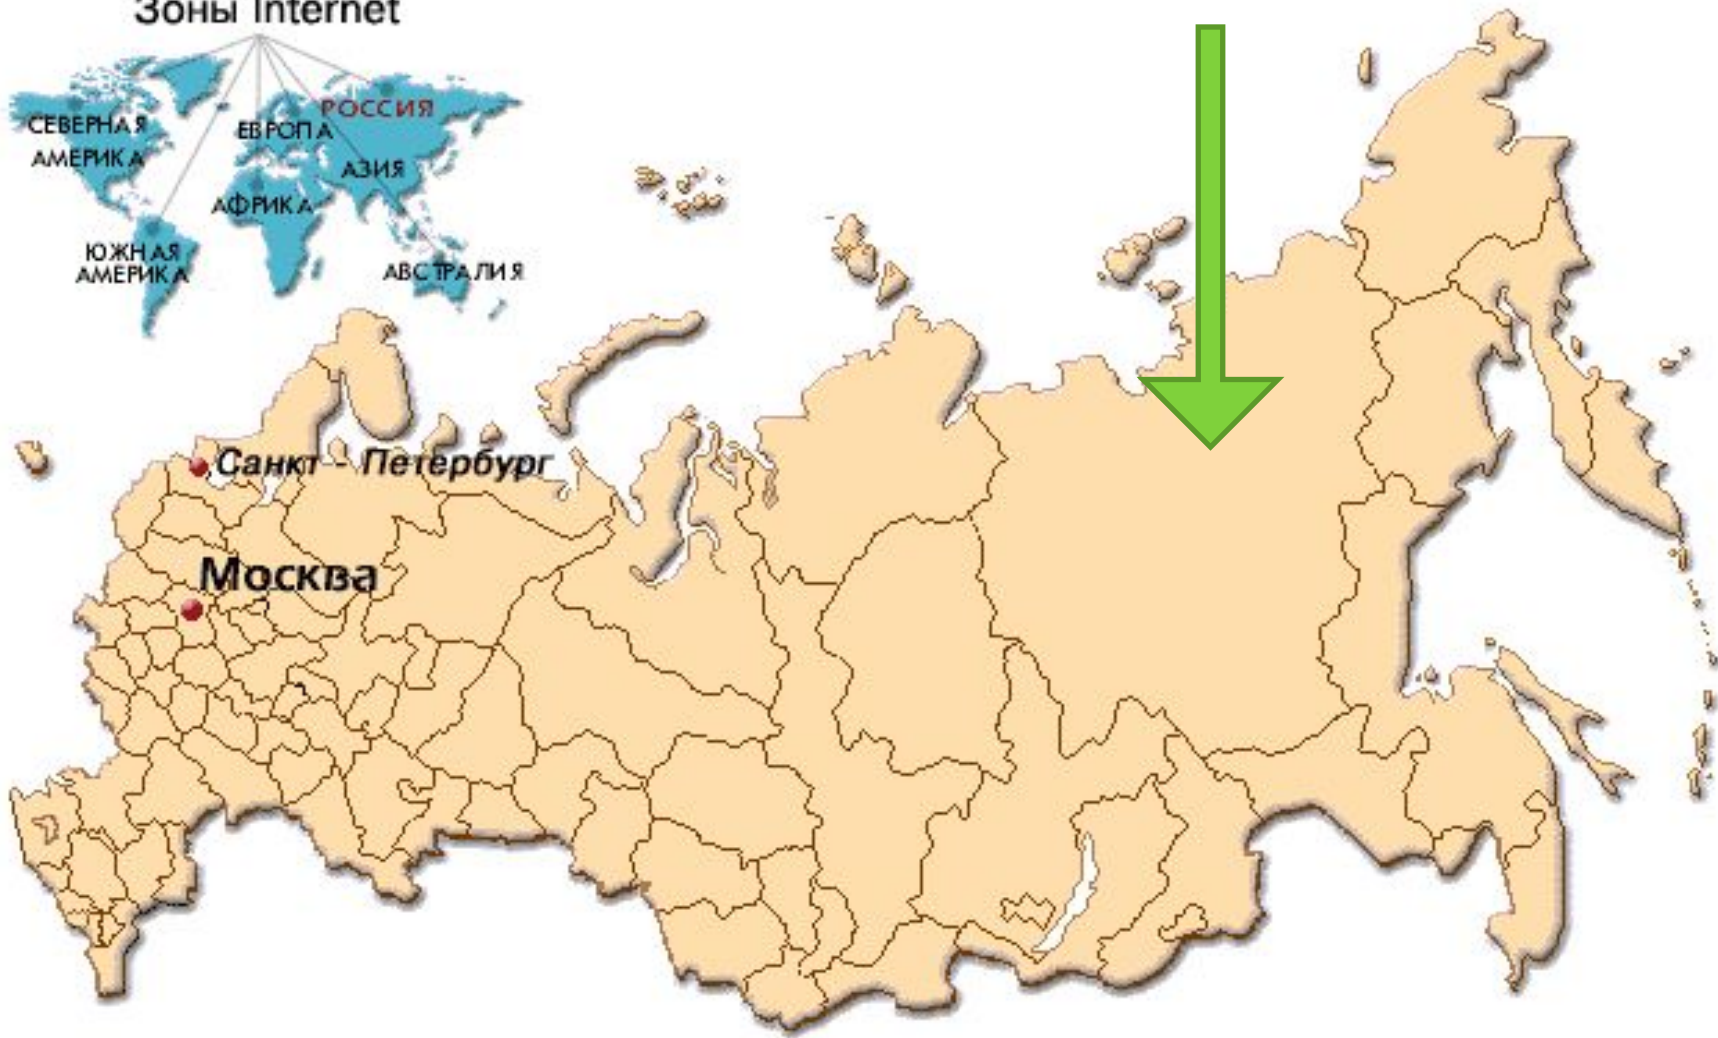 Зоны Internet
РОССИЯ
СЕВЕРНАЯ
АМЕРИКА
ЕВРОПА
АЗИЯ
АФРИКА
ЮЖНАЯ
АМЕРИКА
АВСТРАЛИЯ
Санкт - Петербург
Москва